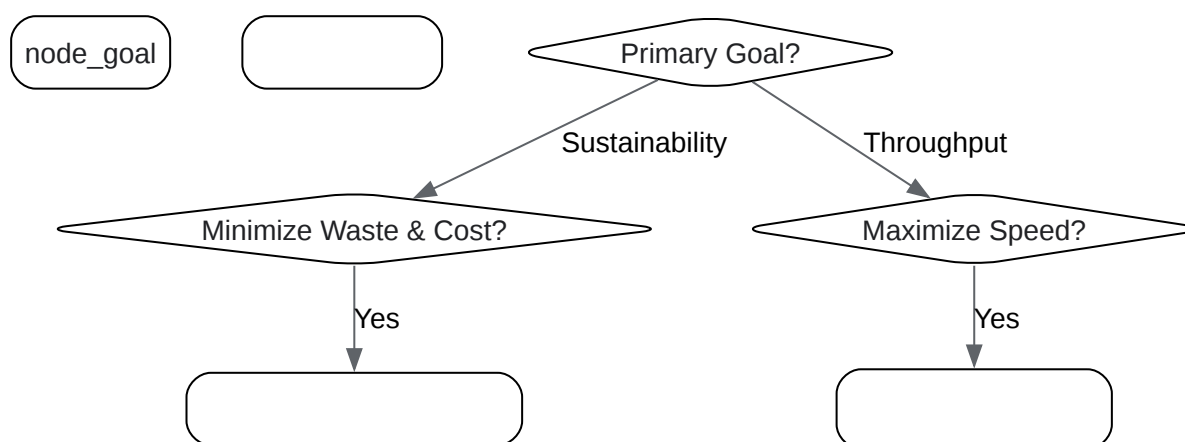 node_goal
Primary Goal?
Sustainability
Throughput
Minimize Waste & Cost?
Maximize Speed?
Yes
Yes